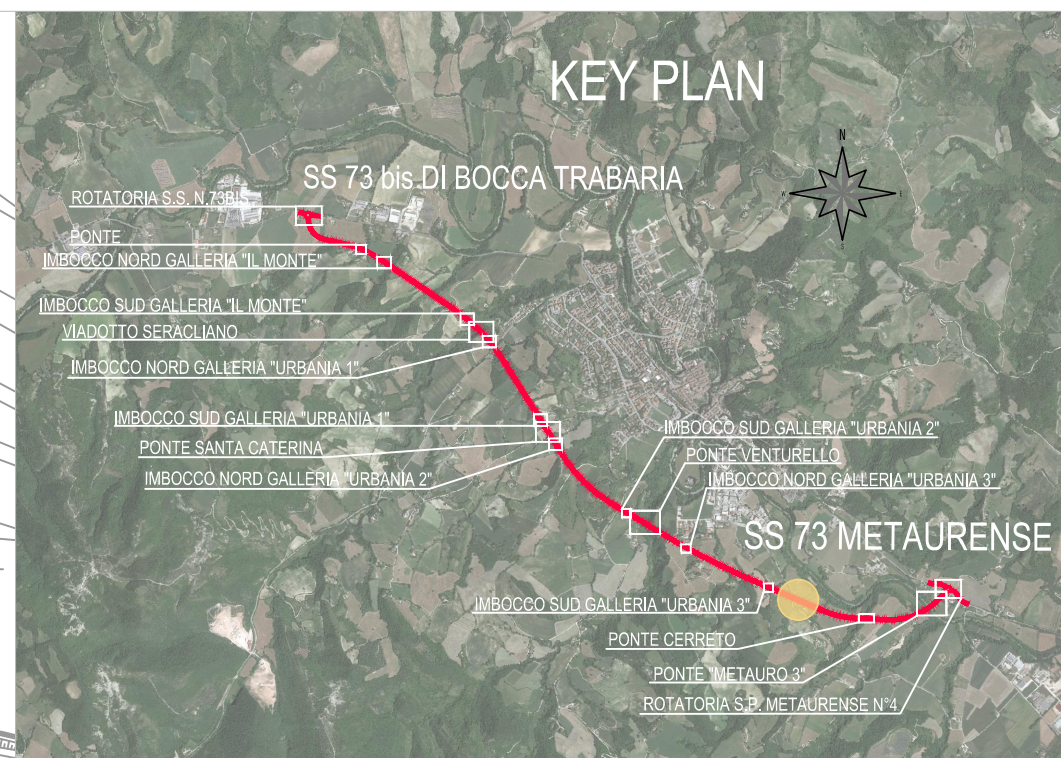 KEY PLAN
N
A
E
S
SS 73 bis DI BOCCA TRABARIA
ROTATORIA S.S. N.73BIS
PONTE
IMBOCCO NORD GALLERIA "IL MONTE"
IMBOCCO SUD GALLERIA "IL MONTE"
VIADOTTO SERACLIANO
IMBOCCO NORD GALLERIA "URBANIA 1"
IMBOCCO SUD GALLERIA "URBANIA 1"
PONTE SANTA CATERINA
IMBOCCO NORD GALLERIA "URBANIA 2"
IMBOCCO SUD GALLERIA "URBANIA 2"
PONTE VENTURELLO
IMBOCCO NORD GALLERIA "URBANIA 3"
SS 73 METAURENSE
IMBOCCO SUD GALLERIA "URBANIA 3"
PONTE CERRETO
PONTE "METAURO 3"
ROTATORIA S.P. METAURENSE N°4